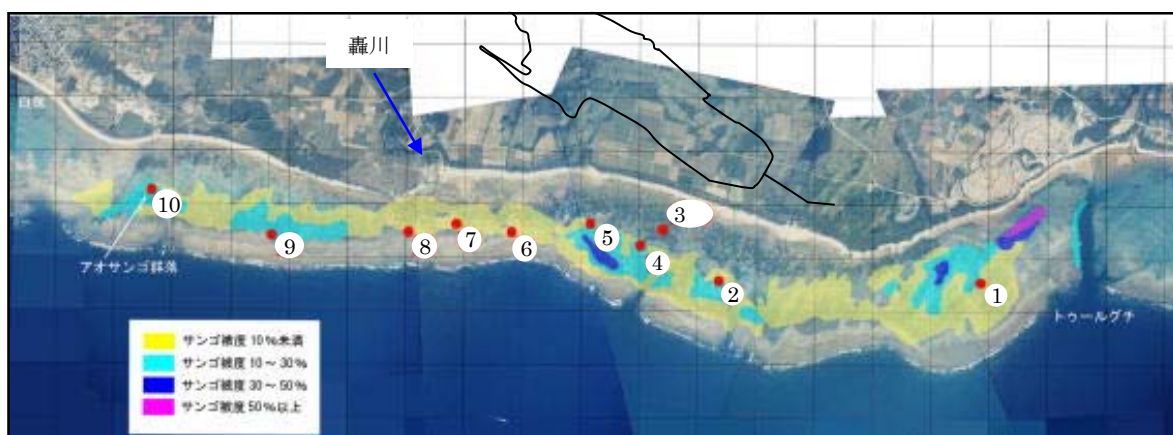 轟川
白保
3
10
5
7
9
8
6
4
2
1
アオサンゴ群落
トゥールグチ
サンゴ被度 10%未満
サンゴ被度 10～30%
サンゴ被度 30～50%
サンゴ被度 50%以上